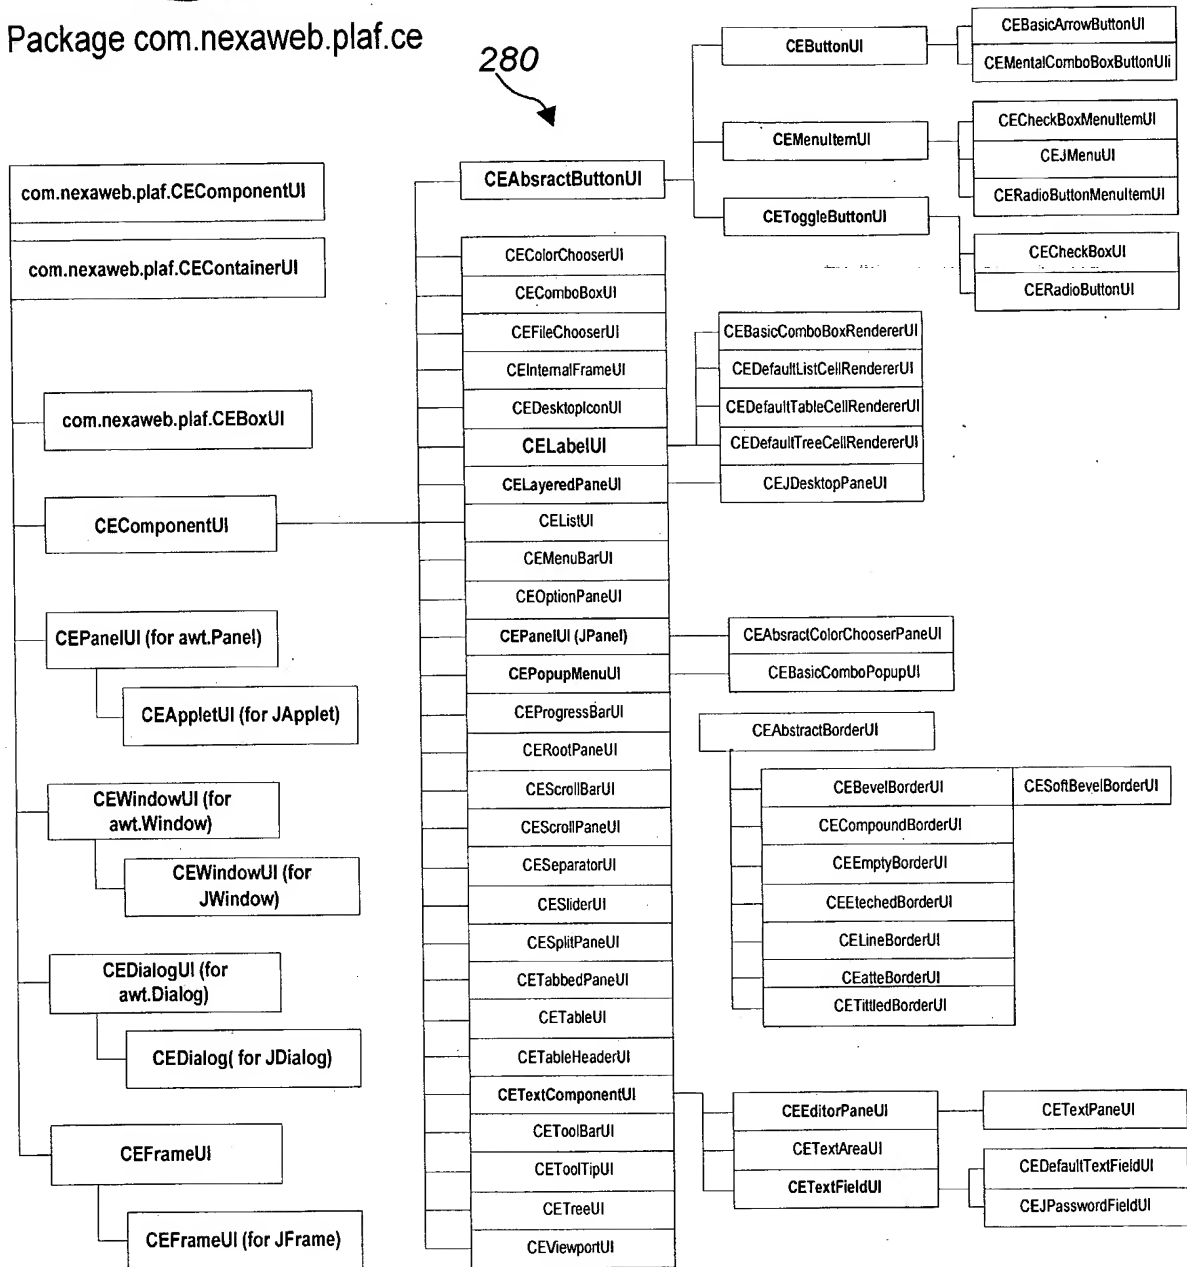 Package com.nexaweb.plaf.ce
280
com.nexaweb.plaf.CEComponentUI
com.nexaweb.plaf.CEContainerUI
com.nexaweb.plaf.CEBoxUI
CEComponentUI
CEPanelUI (for awt.Panel)
CEAppletUI (for JApplet)
CEWindowUI (for
awt.Window)
CEWindowUI (for
JWindow)
CEDialogUI (for
awt.Dialog)
CEDialog( for JDialog)
CEFrameUI
CEFrameUI (for JFrame)
CEAbsractButtonUI
CEColorChooserUI
CEComboBoxUI
CEFileChooserUI
CEInternalFrameUI
CEDesktopIconUI
CELabelUI
CELayeredPaneUI
CEListUI
CEMenuBarUI
CEOptionPaneUI
CEPanelUI (JPanel)
CEPopupMenuUI
CEProgressBarUI
CERootPaneUI
CEScrollBarUI
CEScrollPaneUI
CESeparatorUI
CESliderUI
CESplitPaneUI
CETabbedPaneUI
CETableUI
CETableHeaderUI
CETextComponentUI
CEToolBarUI
CEToolTipUI
CETreeUI
CEViewportUI
CEButtonUI
CEMenuItemUI
CEToggleButtonUI
CEBasicArrowButtonUI
CEMentalComboBoxButtonUIi
CECheckBoxMenuItemUI
CEJMenuUI
CERadioButtonMenuItemUI
CECheckBoxUI
CERadioButtonUI
CEBasicComboBoxRendererUI
CEDefaultListCellRendererUI
CEDefaultTableCellRendererUI
CEDefaultTreeCellRendererUI
CEJDesktopPaneUI
CEAbsractColorChooserPaneUI
CEBasicComboPopupUI
CEAbstractBorderUI
CEBevelBorderUI
CESoftBevelBorderUI
CECompoundBorderUI
CEEmptyBorderUI
CEEtechedBorderUI
CELineBorderUI
CEatteBorderUI
CETittledBorderUI
CEEditorPaneUI
CETextAreaUI
CETextFieldUI
CETextPaneUI
CEDefaultTextFieldUI
CEJPasswordFieldUI